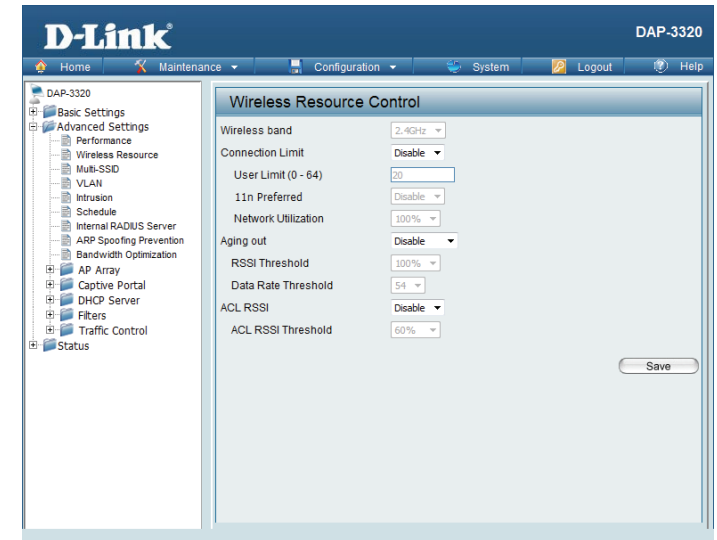 D-Link®
DAP-3320
Home Maintenance Configuration System Logout Help
DAP-3320
Basic Settings
Advanced Settings
Performance
Wireless Resource
Multi-SSID
VLAN
Intrusion
Schedule
Internal RADIUS Server
ARP Spoofing Prevention
Bandwidth Optimization
AP Array
Captive Portal
DHCP Server
Filters
Traffic Control
Status
Wireless Resource Control
Wireless band 2.4GHz
Connection Limit Disable
User Limit (0 - 64) 20
11n Preferred Disable
Network Utilization 100%
Aging out Disable
RSSI Threshold 100%
Data Rate Threshold 54
ACL RSSI Disable
ACL RSSI Threshold 60%
Save